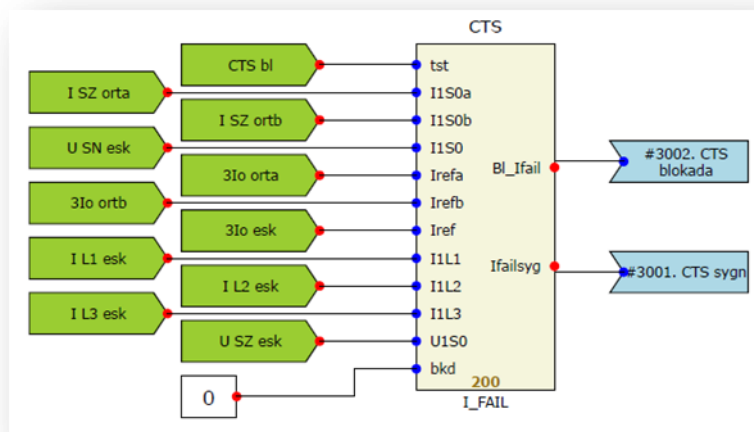 CTS
CTS bl
tst
I SZ orta
I1S0a
I SZ ortb
I1S0b
U SN esk
I1S0
3Io orta
Irefa
3Io ortb
Irefb
3Io esk
Iref
I L1 esk
I1L1
I L2 esk
I1L2
I L3 esk
I1L3
U SZ esk
U1S0
0
bkd
Bl_Ifail
#3002. CTS
blokada
Ifailsyg
#3001. CTS sygn
200
I_FAIL